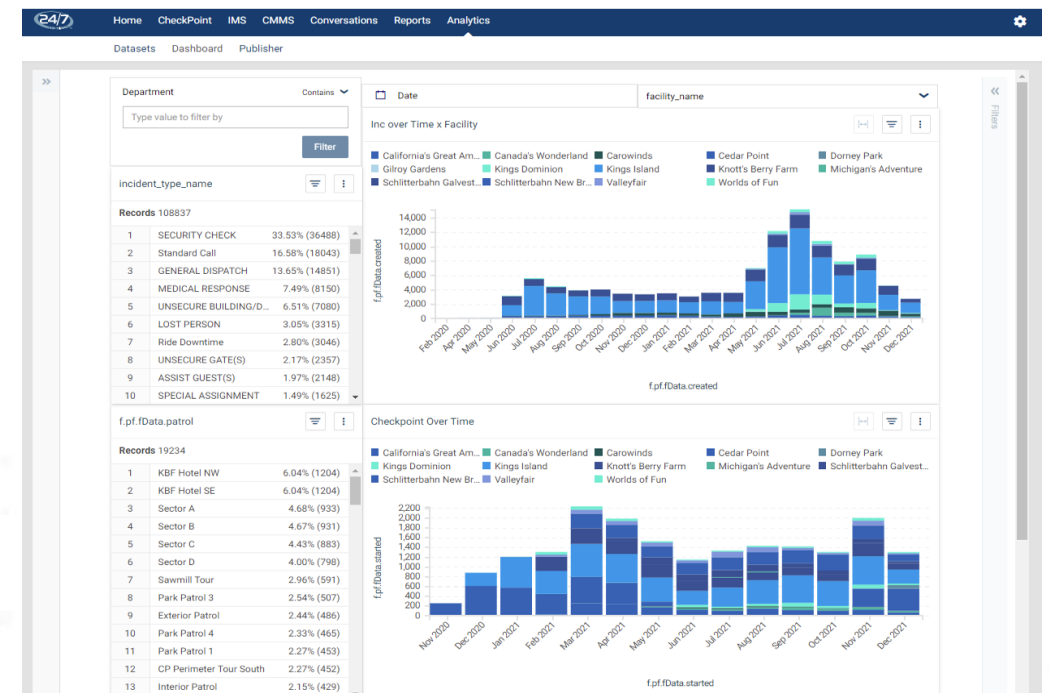 24/7 Home CheckPoint IMS CMMS Conversations Reports Analytics
Datasets Dashboard Publisher
Department Contains
Type value to filter by
Filter
incident_type_name
Records 108837
1 SECURITY CHECK 33.53% (36488)
2 Standard Call 16.58% (18043)
3 GENERAL DISPATCH 13.65% (14851)
4 MEDICAL RESPONSE 7.49% (8150)
5 UNSECURE BUILDING/D... 6.51% (7080)
6 LOST PERSON 3.05% (3315)
7 Ride Downtime 2.80% (3046)
8 UNSECURE GATE(S) 2.17% (2357)
9 ASSIST GUEST(S) 1.97% (2148)
10 SPECIAL ASSIGNMENT 1.49% (1625)
f.pf.fData.patrol
Records 19234
1 KBF Hotel NW 6.04% (1204)
2 KBF Hotel SE 6.04% (1204)
3 Sector A 4.68% (933)
4 Sector B 4.67% (931)
5 Sector C 4.43% (883)
6 Sector D 4.00% (798)
7 Sawmill Tour 2.96% (591)
8 Park Patrol 3 2.54% (507)
9 Exterior Patrol 2.44% (486)
10 Park Patrol 4 2.33% (465)
11 Park Patrol 1 2.27% (453)
12 CP Perimeter Tour South 2.27% (452)
13 Interior Patrol 2.15% (429)
Date facility_name
Inc over Time x Facility
California's Great Am... Canada's Wonderland Carowinds Cedar Point Dorney Park
Gilroy Gardens Kings Dominion Kings Island Knott's Berry Farm Michigan's Adventure
Schlitterbahn Galvest... Schlitterbahn New Br... Valleyfair Worlds of Fun
f.pf.fData.created
14,000
12,000
10,000
8,000
6,000
4,000
2,000
0
Feb 2020 Apr 2020 May 2020 Jun 2020 Jul 2020 Aug 2020 Sep 2020 Oct 2020 Nov 2020 Dec 2020 Jan 2021 Feb 2021 Mar 2021 Apr 2021 May 2021 Jun 2021 Jul 2021 Aug 2021 Sep 2021 Oct 2021 Nov 2021 Dec 2021
f.pf.fData.created
Checkpoint Over Time
California's Great Am... Canada's Wonderland Carowinds Cedar Point Dorney Park
Kings Dominion Kings Island Knott's Berry Farm Michigan's Adventure Schlitterbahn Galvest...
Schlitterbahn New Br... Valleyfair Worlds of Fun
f.pf.fData.started
2,200
2,000
1,800
1,600
1,400
1,200
1,000
800
600
400
200
0
Nov 2020 Dec 2020 Jan 2021 Feb 2021 Mar 2021 Apr 2021 May 2021 Jun 2021 Jul 2021 Aug 2021 Sep 2021 Oct 2021 Nov 2021 Dec 2021
f.pf.fData.started
Filters